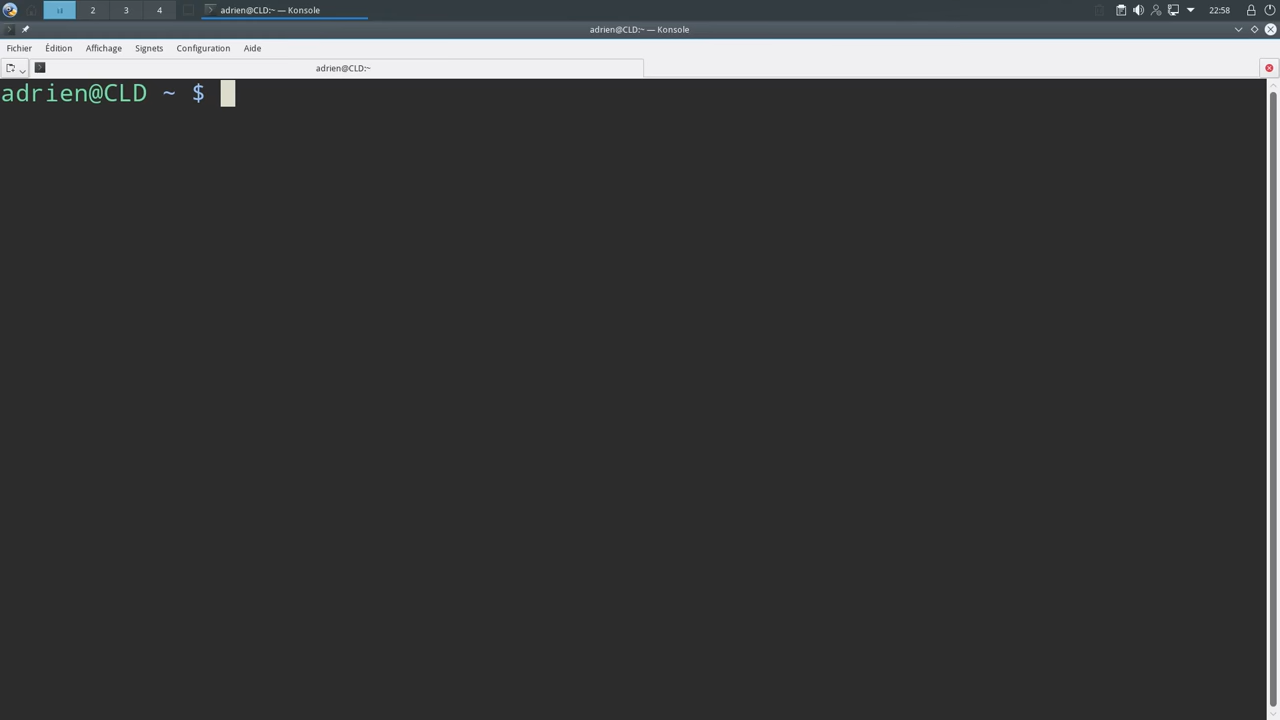 2 3 4 adrien@CLD:~ — Konsole 22:58
adrien@CLD:~ — Konsole
Fichier Édition Affichage Signets Configuration Aide
adrien@CLD:~
adrien@CLD ~ $